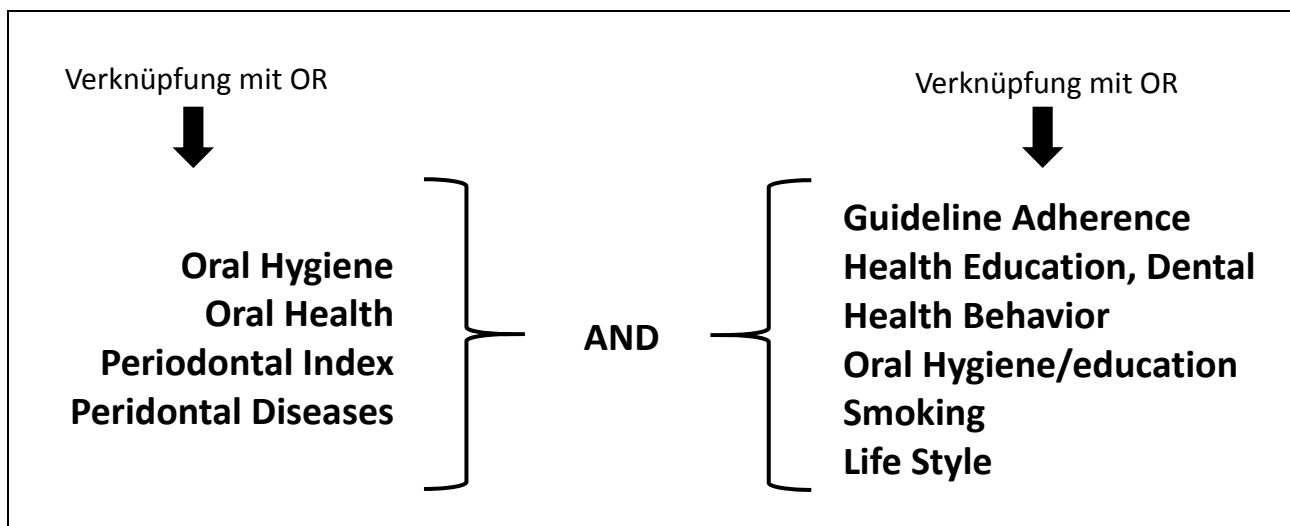 Verknüpfung mit OR
Oral Hygiene
Oral Health
Periodontal Index
Peridontal Diseases
AND
Verknüpfung mit OR
Guideline Adherence
Health Education, Dental
Health Behavior
Oral Hygiene/education
Smoking
Life Style